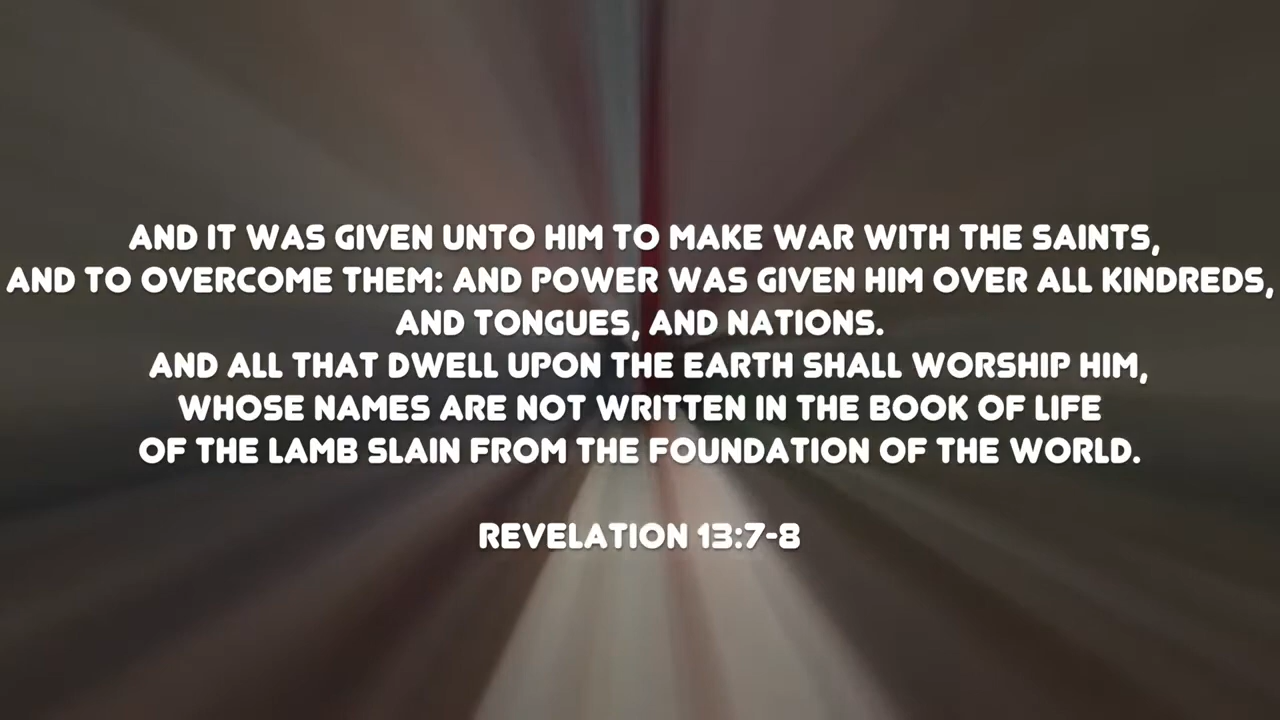 AND IT WAS GIVEN UNTO HIM TO MAKE WAR WITH THE SAINTS,
AND TO OVERCOME THEM: AND POWER WAS GIVEN HIM OVER ALL KINDREDS,
AND TONGUES, AND NATIONS.
AND ALL THAT DWELL UPON THE EARTH SHALL WORSHIP HIM,
WHOSE NAMES ARE NOT WRITTEN IN THE BOOK OF LIFE
OF THE LAMB SLAIN FROM THE FOUNDATION OF THE WORLD.
REVELATION 13:7-8